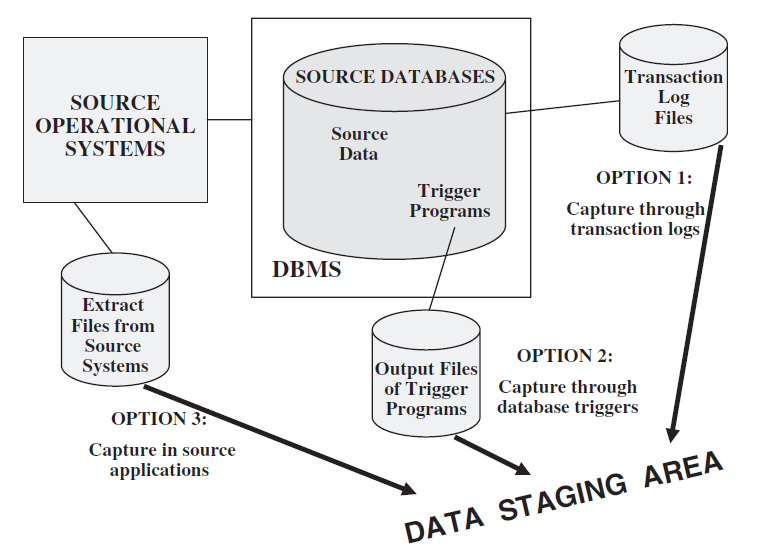 SOURCE
OPERATIONAL
SYSTEMS
SOURCE DATABASES
Source
Data
Trigger
Programs
DBMS
Transaction
Log
Files
OPTION 1:
Capture through
transaction logs
Extract
Files from
Source
Systems
Output Files
of Trigger
Programs
OPTION 2:
Capture through
database triggers
OPTION 3:
Capture in source
applications
DATA STAGING AREA